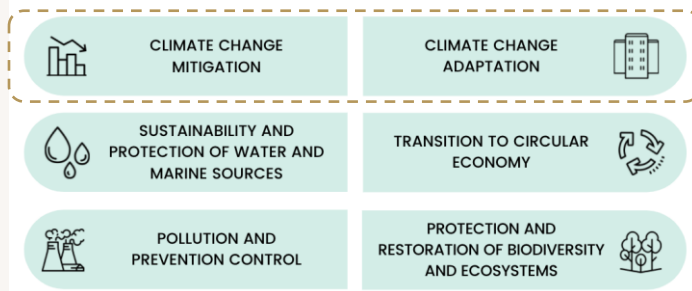 CLIMATE CHANGE
MITIGATION
CLIMATE CHANGE
ADAPTATION
SUSTAINABILITY AND
PROTECTION OF WATER AND
MARINE SOURCES
TRANSITION TO CIRCULAR
ECONOMY
POLLUTION AND
PREVENTION CONTROL
PROTECTION AND
RESTORATION OF BIODIVERSITY
AND ECOSYSTEMS